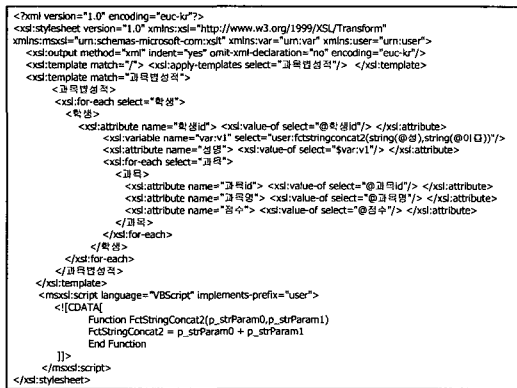 <?xml version="1.0" encoding="euc-kr"?>
<xsl:stylesheet version="1.0" xmlns:xsl="http://www.w3.org/1999/XSL/Transform"
xmlns:msxsl="urn:schemas-microsoft-com:xslt" xmlns:var="urn:var" xmlns:user="urn:user">
<xsl:output method="xml" indent="yes" omit-xml-declaration="no" encoding="euc-kr"/>
<xsl:template match="/"> <xsl:apply-templates select="과목별성적"/> </xsl:template>
<xsl:template match="과목별성적">
<과목별성적>
<xsl:for-each select="학생">
<학생>
<xsl:attribute name="학생id"> <xsl:value-of select="@학생id"/> </xsl:attribute>
<xsl:variable name="var:v1" select="user:fctstringconcat2(string(@성),string(@이름))"/>
<xsl:attribute name="성명"> <xsl:value-of select="$var:v1"/> </xsl:attribute>
<xsl:for-each select="과목">
<과목>
<xsl:attribute name="과목id"> <xsl:value-of select="@과목id"/> </xsl:attribute>
<xsl:attribute name="과목명"> <xsl:value-of select="@과목명"/> </xsl:attribute>
<xsl:attribute name="점수"> <xsl:value-of select="@점수"/> </xsl:attribute>
</과목>
</xsl:for-each>
</학생>
</xsl:for-each>
</과목별성적>
</xsl:template>
<msxsl:script language="VBScript" implements-prefix="user">
<![CDATA[
Function FctStringConcat2(p_strParam0,p_strParam1)
FctStringConcat2 = p_strParam0 + p_strParam1
End Function
]]>
</msxsl:script>
</xsl:stylesheet>